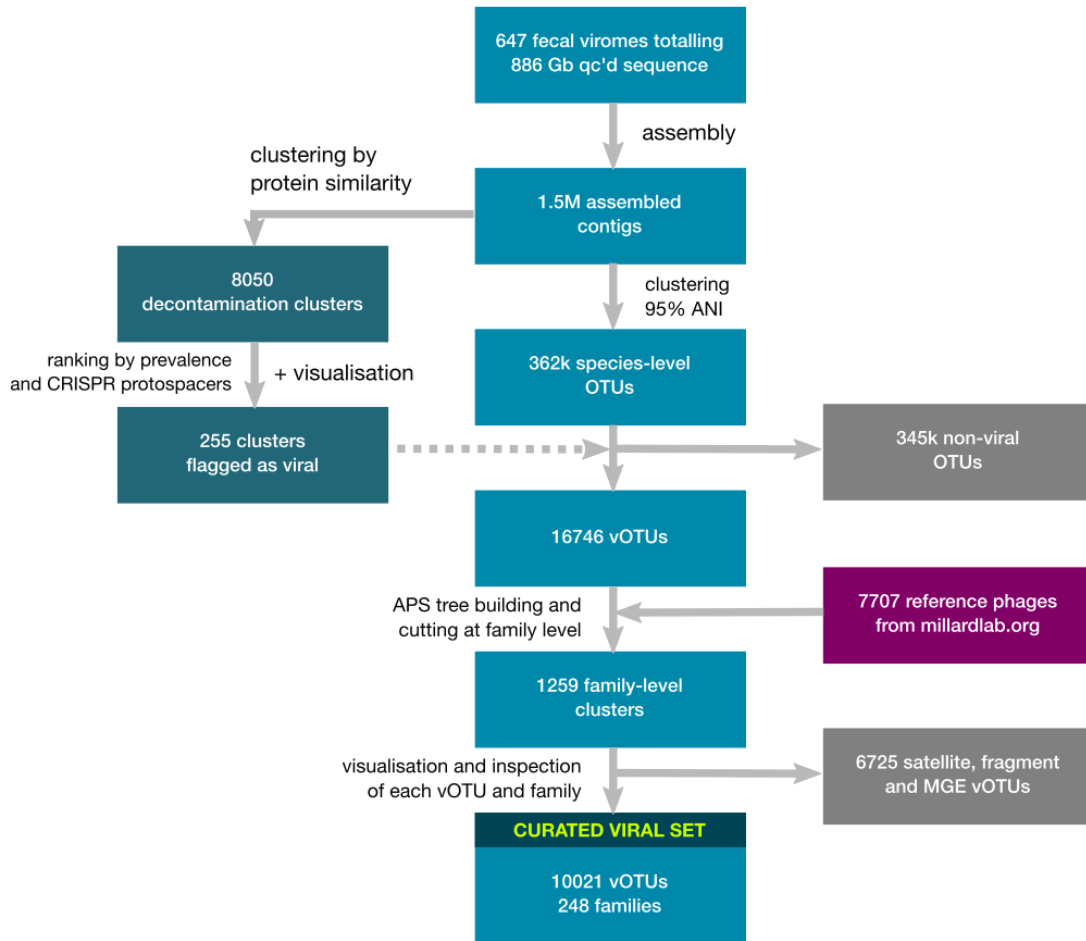 647 fecal viromes totalling
886 Gb qc'd sequence
assembly
clustering by
protein similarity
1.5M assembled
contigs
8050
decontamination clusters
clustering
95% ANI
ranking by prevalence
and CRISPR protospacers
+ visualisation
362k species-level
OTUs
255 clusters
flagged as viral
345k non-viral
OTUs
16746 vOTUs
APS tree building and
cutting at family level
7707 reference phages
from millardlab.org
1259 family-level
clusters
visualisation and inspection
of each vOTU and family
6725 satellite, fragment
and MGE vOTUs
CURATED VIRAL SET
10021 vOTUs
248 families